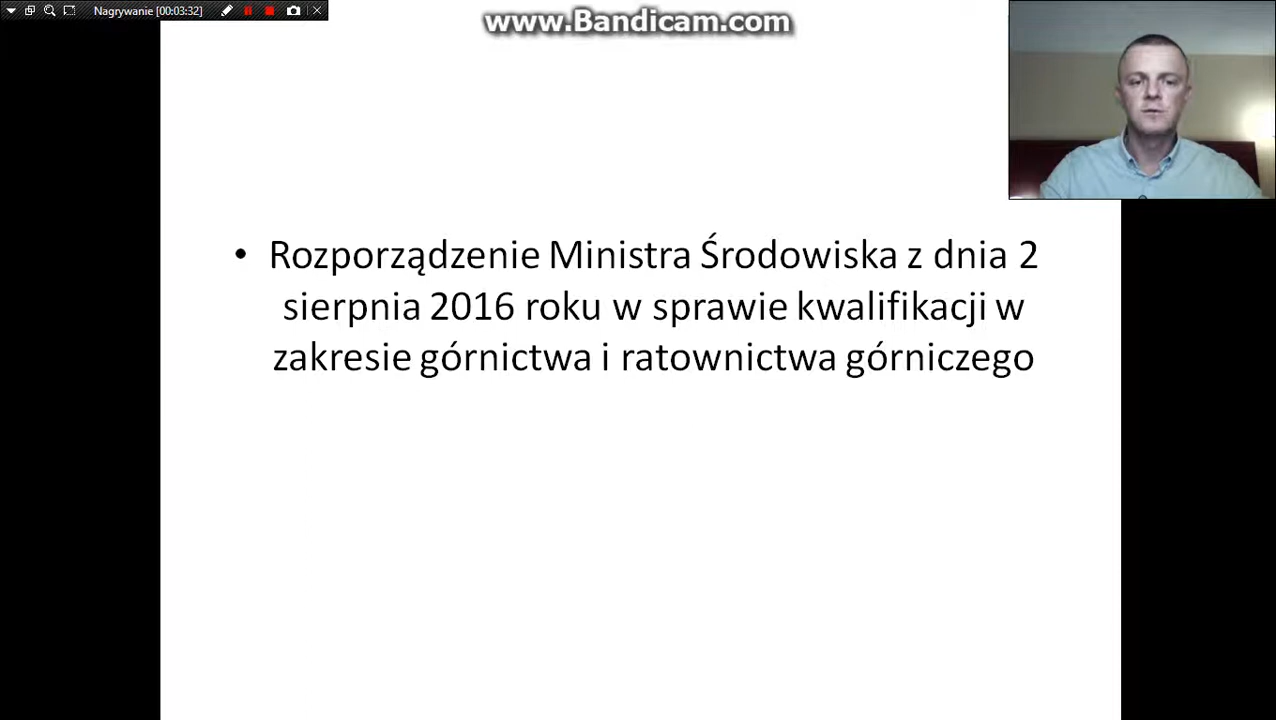 Nagrywanie [00:03:32]
www.Bandicam.com
• Rozporządzenie Ministra Środowiska z dnia 2
sierpnia 2016 roku w sprawie kwalifikacji w
zakresie górnictwa i ratownictwa górniczego